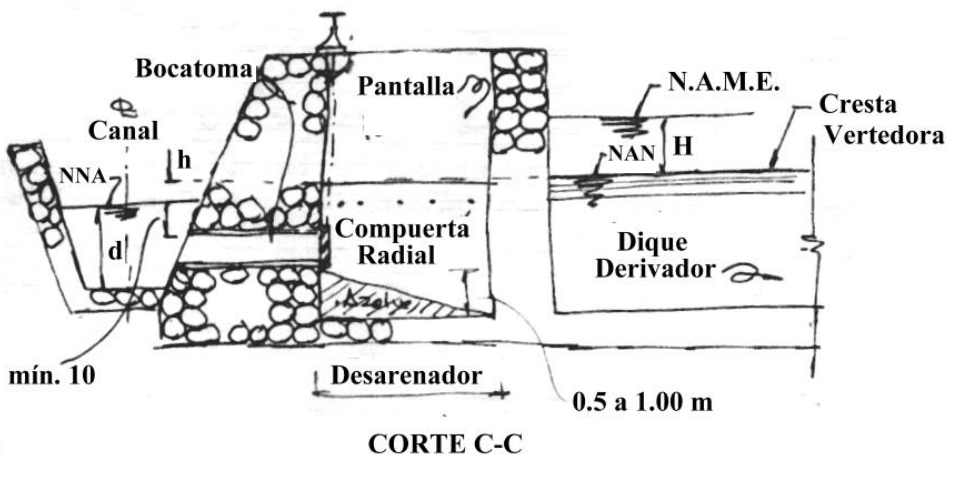 Bocatoma
Pantalla
N.A.M.E.
Cresta
Vertedora
Canal
h
NNA
NAN
H
Compuerta
Radial
d
Dique
Derivador
Azolve
mín. 10
Desarenador
0.5 a 1.00 m
CORTE C-C